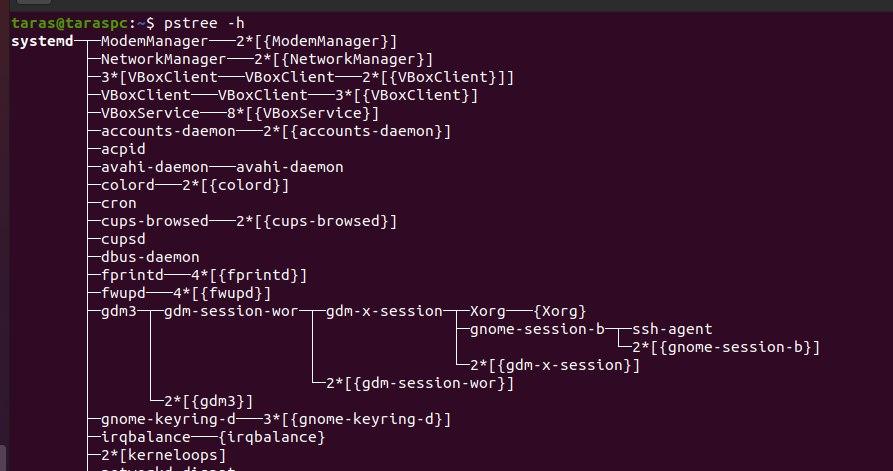 taras@taraspc:~$ pstree -h
systemd─┬─ModemManager───2*[{ModemManager}]
        ├─NetworkManager───2*[{NetworkManager}]
        ├─3*[VBoxClient───VBoxClient───2*[{VBoxClient}]]
        ├─VBoxClient───VBoxClient───3*[{VBoxClient}]
        ├─VBoxService───8*[{VBoxService}]
        ├─accounts-daemon───2*[{accounts-daemon}]
        ├─acpid
        ├─avahi-daemon───avahi-daemon
        ├─colord───2*[{colord}]
        ├─cron
        ├─cups-browsed───2*[{cups-browsed}]
        ├─cupsd
        ├─dbus-daemon
        ├─fprintd───4*[{fprintd}]
        ├─fwupd───4*[{fwupd}]
        ├─gdm3─┬─gdm-session-wor─┬─gdm-x-session─┬─Xorg───{Xorg}
        │      │                 │               ├─gnome-session-b─┬─ssh-agent
        │      │                 │               │                 └─2*[{gnome-session-b}]
        │      │                 │               └─2*[{gdm-x-session}]
        │      │                 └─2*[{gdm-session-wor}]
        │      └─2*[{gdm3}]
        ├─gnome-keyring-d───3*[{gnome-keyring-d}]
        ├─irqbalance───{irqbalance}
        ├─2*[kerneloops]